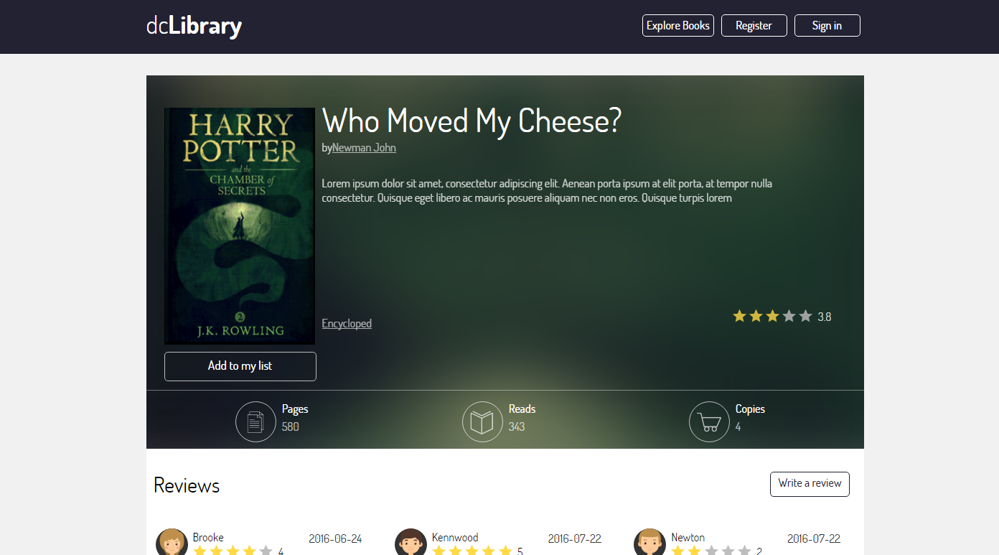 dcLibrary
Explore Books
Register
Sign in
HARRY
POTTER
and the
CHAMBER of
SECRETS
2
J.K. ROWLING
Add to my list
Who Moved My Cheese?
byNewman John
Lorem ipsum dolor sit amet, consectetur adipiscing elit. Aenean porta ipsum at elit porta, at tempor nulla
consectetur. Quisque eget libero ac mauris posuere aliquam nec non eros. Quisque turpis lorem
Encycloped
3.8
Pages
580
Reads
343
Copies
4
Reviews
Write a review
Brooke
2016-06-24
4
Kennwood
2016-07-22
5
Newton
2016-07-22
2